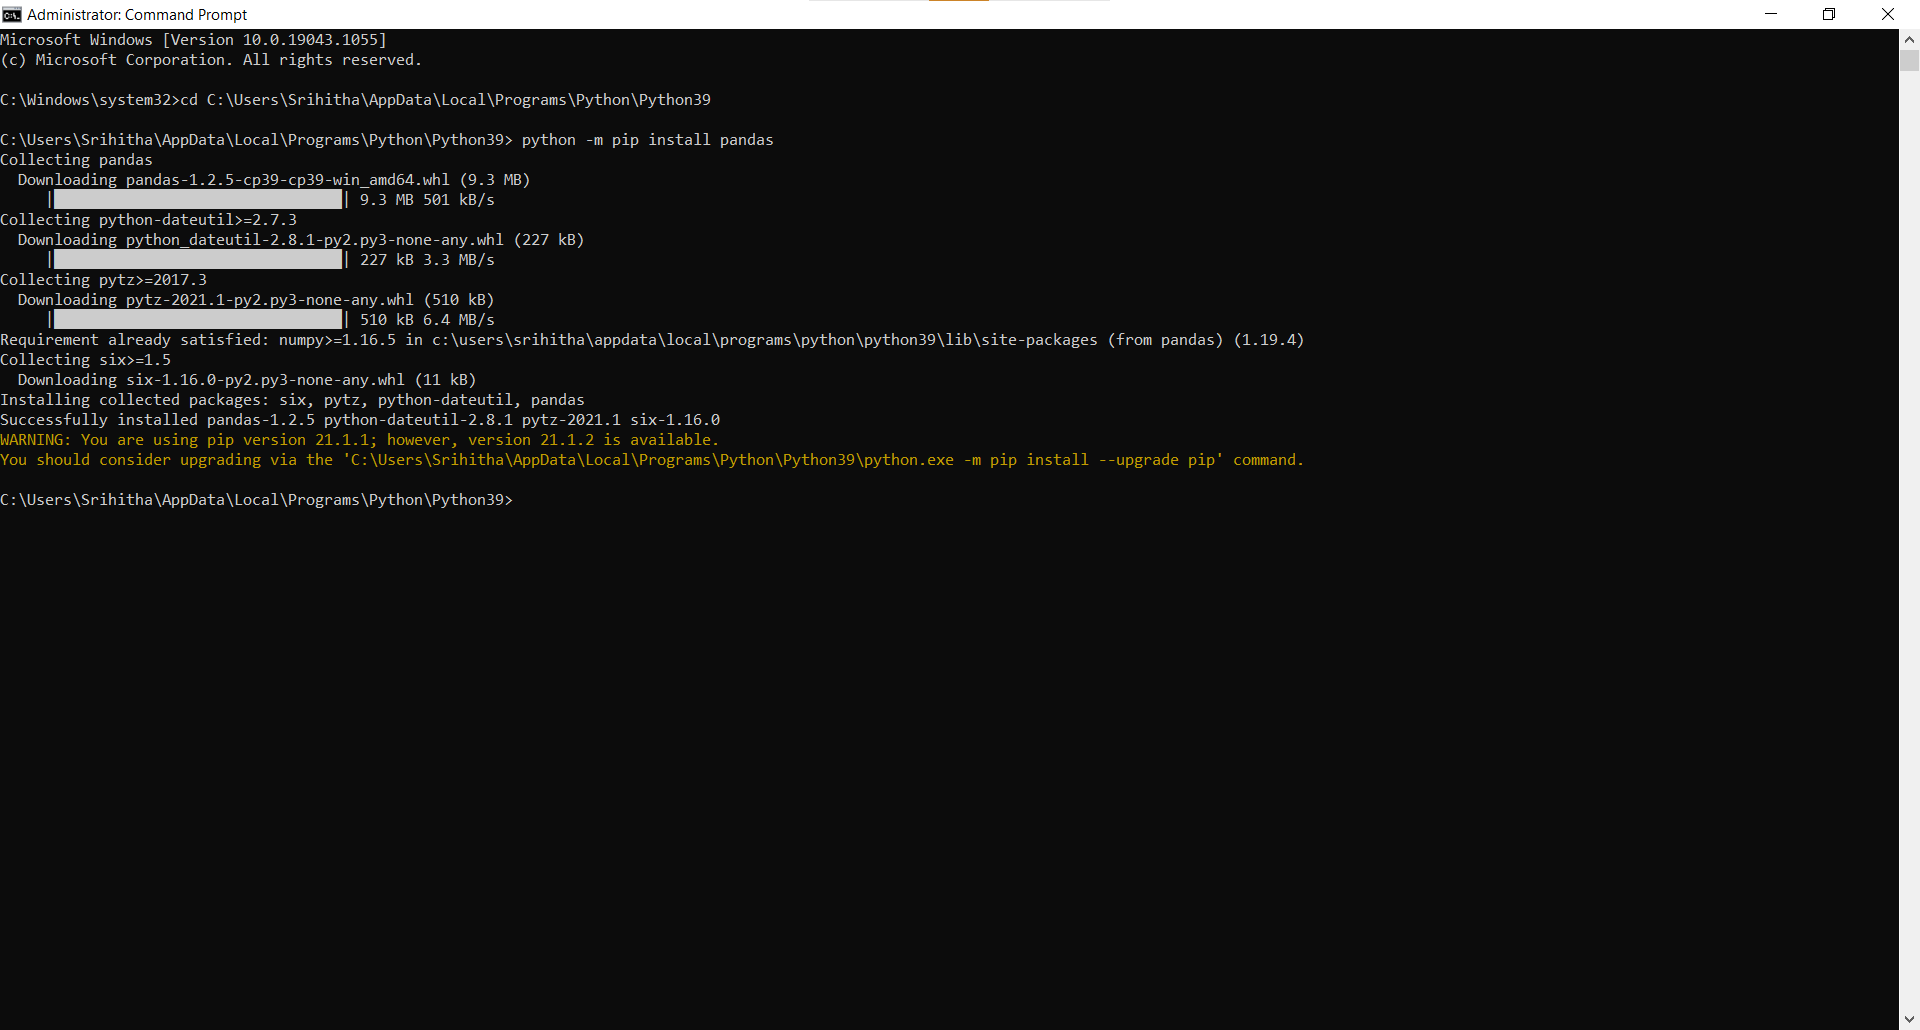 Administrator: Command Prompt
Microsoft Windows [Version 10.0.19043.1055]
(c) Microsoft Corporation. All rights reserved.
C:\Windows\system32>cd C:\Users\Srihitha\AppData\Local\Programs\Python\Python39
C:\Users\Srihitha\AppData\Local\Programs\Python\Python39> python -m pip install pandas
Collecting pandas
  Downloading pandas-1.2.5-cp39-cp39-win_amd64.whl (9.3 MB)
     |████████████████████████████████| 9.3 MB 501 kB/s
Collecting python-dateutil>=2.7.3
  Downloading python_dateutil-2.8.1-py2.py3-none-any.whl (227 kB)
     |████████████████████████████████| 227 kB 3.3 MB/s
Collecting pytz>=2017.3
  Downloading pytz-2021.1-py2.py3-none-any.whl (510 kB)
     |████████████████████████████████| 510 kB 6.4 MB/s
Requirement already satisfied: numpy>=1.16.5 in c:\users\srihitha\appdata\local\programs\python\python39\lib\site-packages (from pandas) (1.19.4)
Collecting six>=1.5
  Downloading six-1.16.0-py2.py3-none-any.whl (11 kB)
Installing collected packages: six, pytz, python-dateutil, pandas
Successfully installed pandas-1.2.5 python-dateutil-2.8.1 pytz-2021.1 six-1.16.0
WARNING: You are using pip version 21.1.1; however, version 21.1.2 is available.
You should consider upgrading via the 'C:\Users\Srihitha\AppData\Local\Programs\Python\Python39\python.exe -m pip install --upgrade pip' command.
C:\Users\Srihitha\AppData\Local\Programs\Python\Python39>